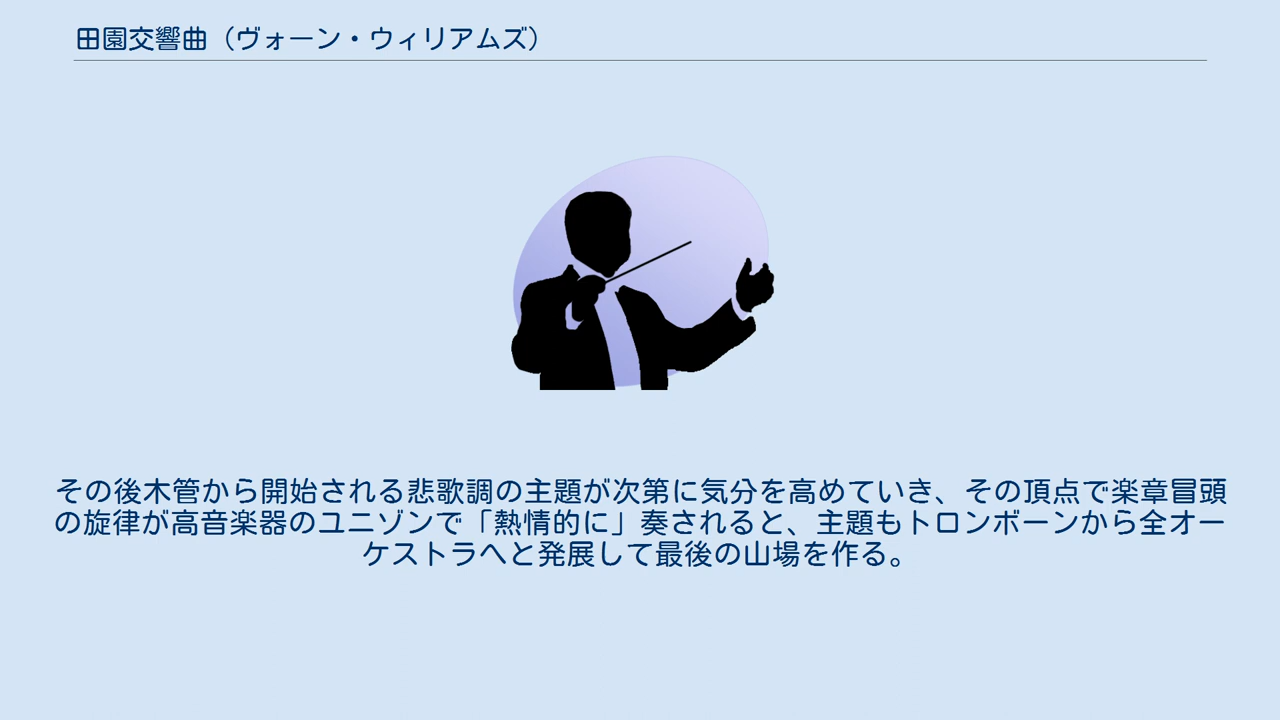 田園交響曲（ヴォーン・ウィリアムズ）
その後木管から開始される悲歌調の主題が次第に気分を高めていき、その頂点で楽章冒頭
の旋律が高音楽器のユニゾンで「熱情的に」奏されると、主題もトロンボーンから全オー
ケストラへと発展して最後の山場を作る。